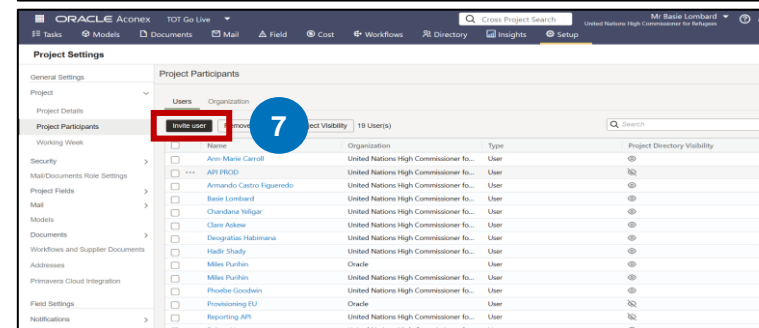 ORACLE Aconex TOT Go Live Cross Project Search Mr Basie Lombard
United Nations High Commissioner for Refugees
Tasks Models Documents Mail Field Cost Workflows Directory Insights Setup
Project Settings
General Settings
Project
Project Details
Project Participants
Working Week
Security
Mail/Documents Role Settings
Project Fields
Mail
Models
Documents
Workflows and Supplier Documents
Addresses
Primavera Cloud Integration
Field Settings
Notifications
Project Participants
Users Organization
Invite user 7 Visibility 19 User(s) Search
Name Organization Type Project Directory Visibility
Ann-Marie Carroll United Nations High Commissioner fo... User
API PROD United Nations High Commissioner fo... User
Armando Castro Figueredo United Nations High Commissioner fo... User
Basie Lombard United Nations High Commissioner fo... User
Chandana Yeligar United Nations High Commissioner fo... User
Clare Askew United Nations High Commissioner fo... User
Deogratias Habimana United Nations High Commissioner fo... User
Hadir Shady United Nations High Commissioner fo... User
Miles Purihin Oracle User
Miles Purihin United Nations High Commissioner fo... User
Phoebe Goodwin United Nations High Commissioner fo... User
Provisioning EU Oracle User
Reporting API United Nations High Commissioner fo... User